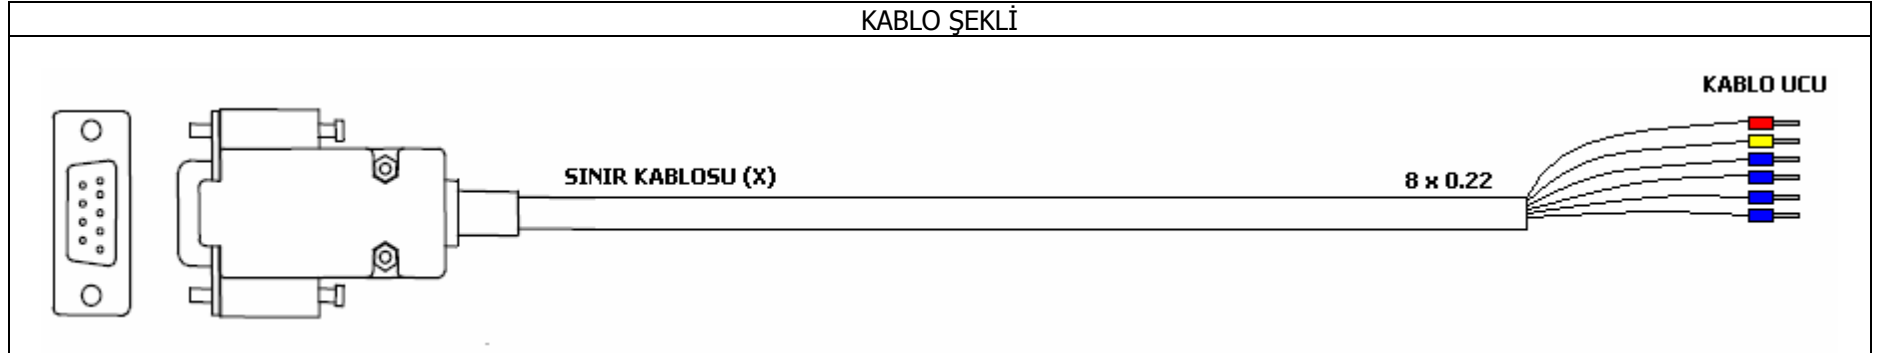 KABLO ŞEKLİ
KABLO UCU
SINIR KABLOSU (X)
8 x 0.22